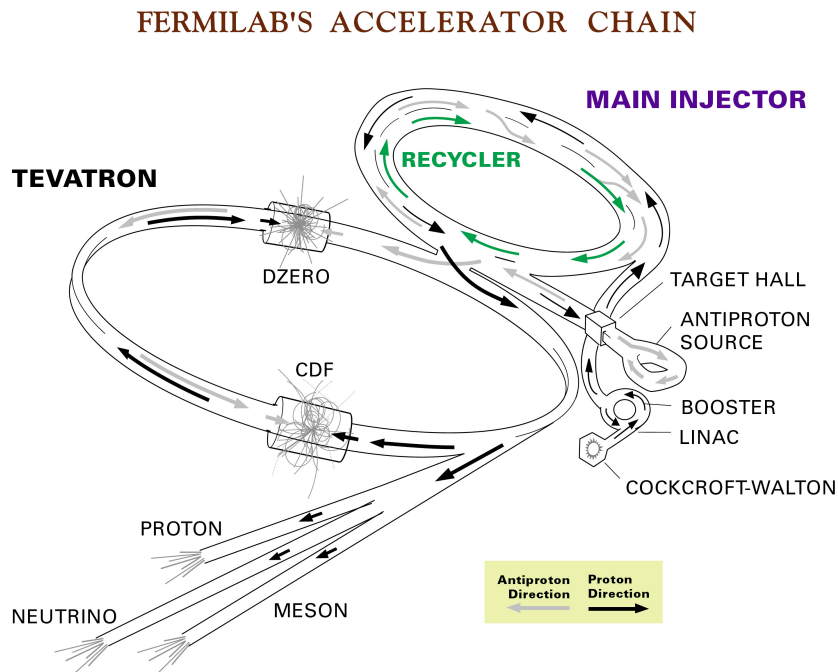 FERMILAB'S ACCELERATOR CHAIN
MAIN INJECTOR
RECYCLER
TEVATRON
DZERO
TARGET HALL
ANTIPROTON
SOURCE
CDF
BOOSTER
LINAC
COCKCROFT-WALTON
PROTON
NEUTRINO
MESON
Antiproton
Direction
Proton
Direction